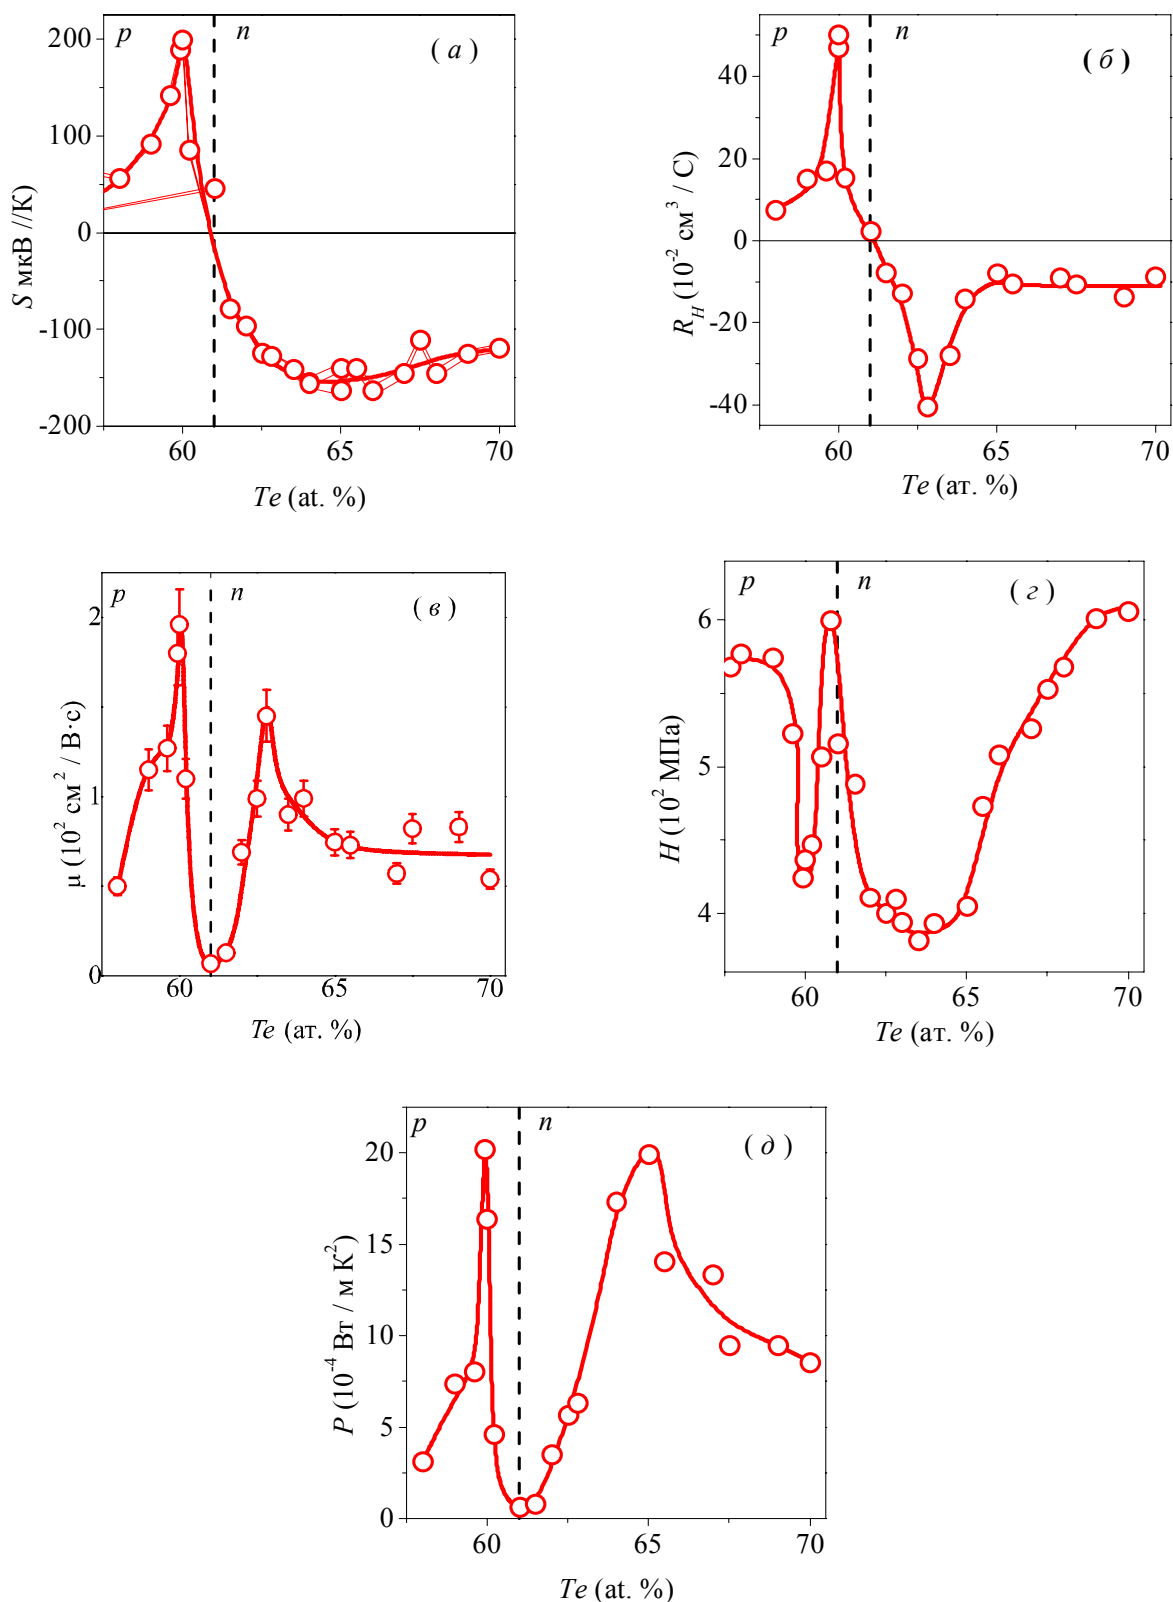 p n ( а )
200
100
0
-100
-200
S мкВ //К)
60 65 70
Te (at. %)
p n ( б )
40
20
0
-20
-40
R_H (10^-2 см^3 / С)
60 65 70
Te (ат. %)
p n ( в )
2
1
0
μ (10^2 см^2 / В·с)
60 65 70
Te (ат. %)
p n ( г )
6
5
4
H (10^2 МПа)
60 65 70
Te (ат. %)
p n ( д )
20
15
10
5
0
P (10^-4 Вт / м К^2)
60 65 70
Te (at. %)